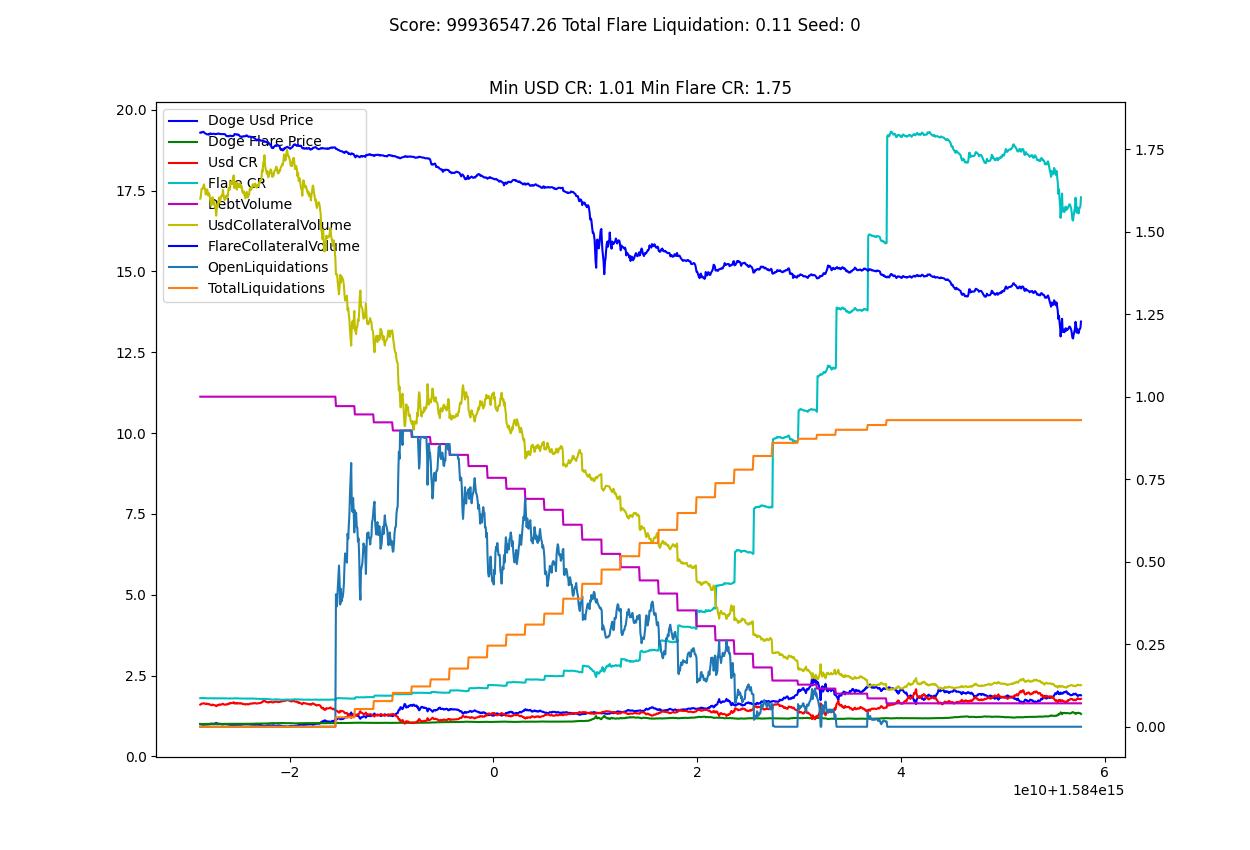 Score: 99936547.26 Total Flare Liquidation: 0.11 Seed: 0
Min USD CR: 1.01 Min Flare CR: 1.75
Doge Usd Price
Doge Flare Price
Usd CR
Flare CR
DebtVolume
UsdCollateralVolume
FlareCollateralVolume
OpenLiquidations
TotalLiquidations
20.0
17.5
15.0
12.5
10.0
7.5
5.0
2.5
0.0
1.75
1.50
1.25
1.00
0.75
0.50
0.25
0.00
−2 0 2 4 6
1e10+1.584e15